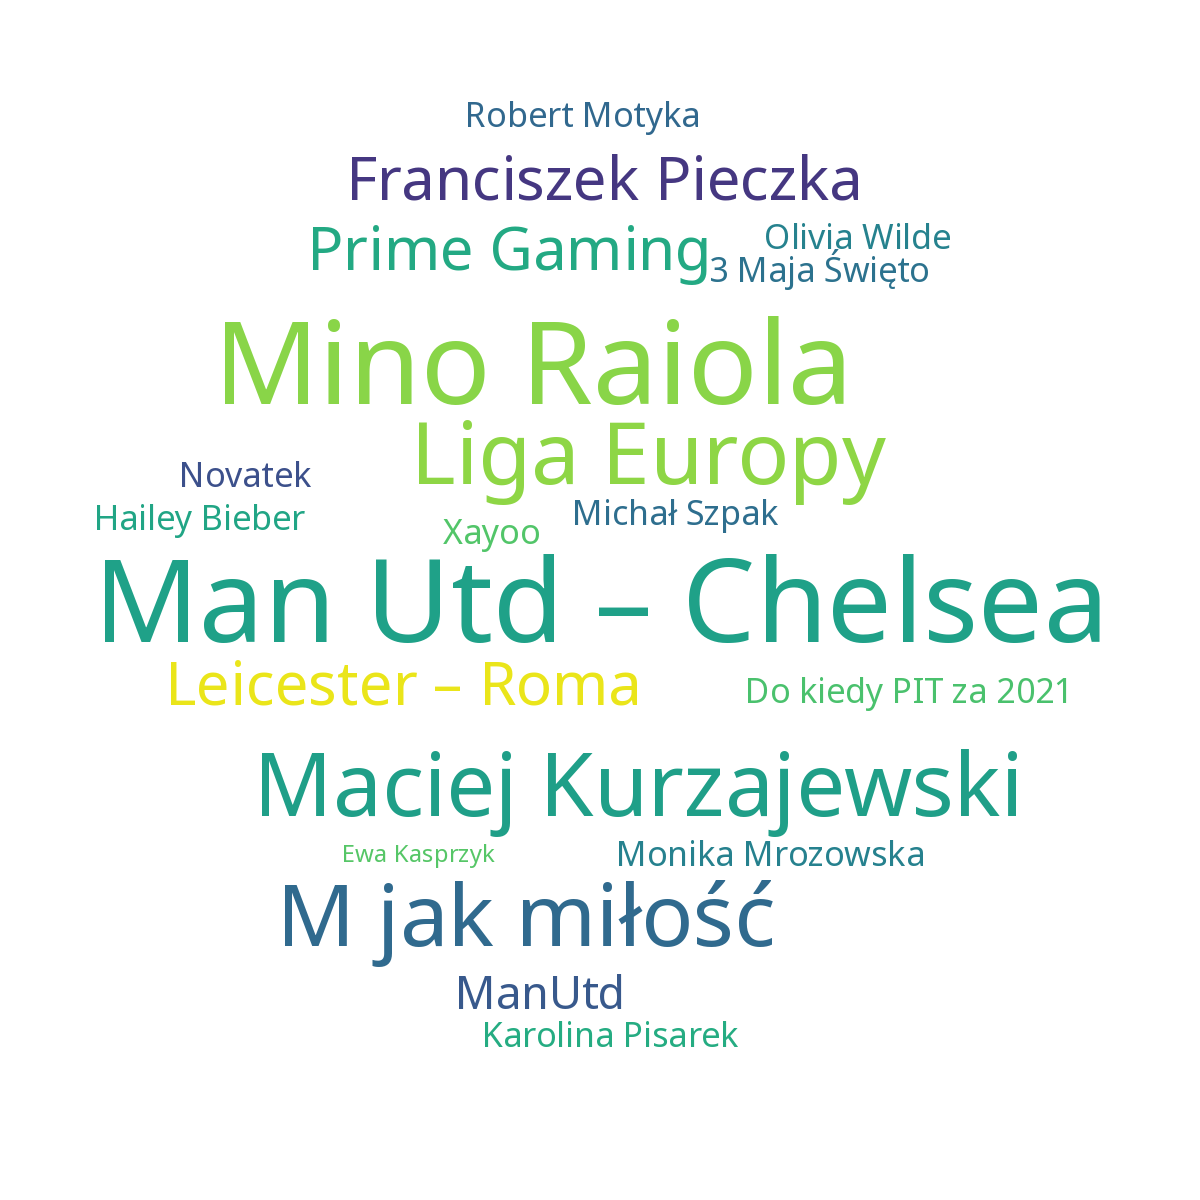 Robert Motyka
Franciszek Pieczka
Prime Gaming
Olivia Wilde
3 Maja Święto
Mino Raiola
Liga Europy
Novatek
Hailey Bieber
Xayoo
Michał Szpak
Man Utd – Chelsea
Leicester – Roma
Do kiedy PIT za 2021
Maciej Kurzajewski
Ewa Kasprzyk
Monika Mrozowska
M jak miłość
ManUtd
Karolina Pisarek